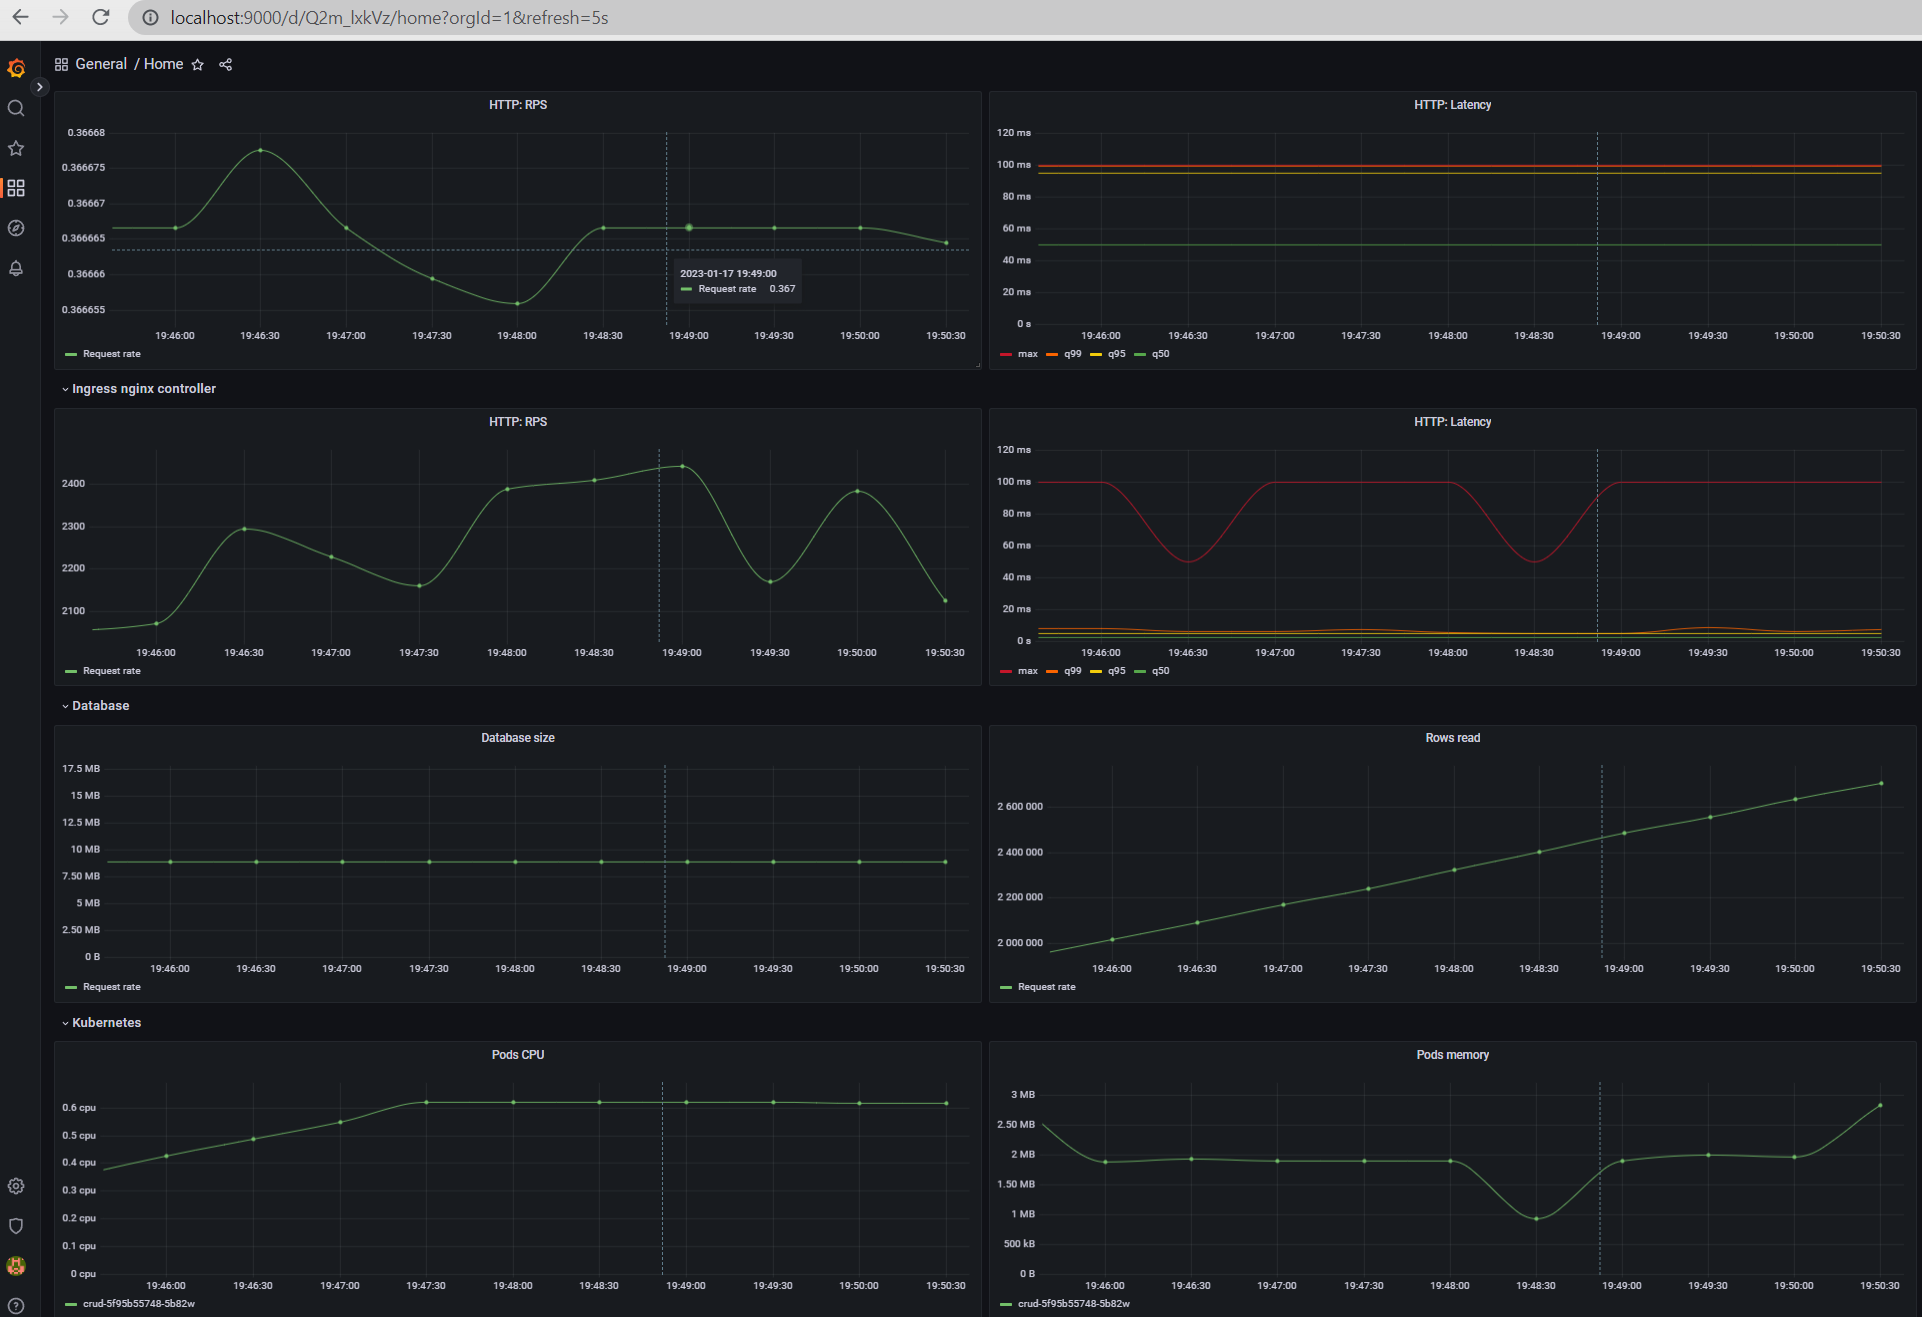 localhost:9000/d/Q2m_lxkVz/home?orgId=1&refresh=5s
General / Home
HTTP: RPS
0.36668
0.366675
0.36667
0.366665
0.36666
0.366655
2023-01-17 19:49:00
Request rate 0.367
19:46:00 19:46:30 19:47:00 19:47:30 19:48:00 19:48:30 19:49:00 19:49:30 19:50:00 19:50:30
Request rate
HTTP: Latency
120 ms
100 ms
80 ms
60 ms
40 ms
20 ms
0 s
19:46:00 19:46:30 19:47:00 19:47:30 19:48:00 19:48:30 19:49:00 19:49:30 19:50:00 19:50:30
max q99 q95 q50
Ingress nginx controller
HTTP: RPS
2400
2300
2200
2100
19:46:00 19:46:30 19:47:00 19:47:30 19:48:00 19:48:30 19:49:00 19:49:30 19:50:00 19:50:30
Request rate
HTTP: Latency
120 ms
100 ms
80 ms
60 ms
40 ms
20 ms
0 s
19:46:00 19:46:30 19:47:00 19:47:30 19:48:00 19:48:30 19:49:00 19:49:30 19:50:00 19:50:30
max q99 q95 q50
Database
Database size
17.5 MB
15 MB
12.5 MB
10 MB
7.50 MB
5 MB
2.50 MB
0 B
19:46:00 19:46:30 19:47:00 19:47:30 19:48:00 19:48:30 19:49:00 19:49:30 19:50:00 19:50:30
Request rate
Rows read
2 600 000
2 400 000
2 200 000
2 000 000
19:46:00 19:46:30 19:47:00 19:47:30 19:48:00 19:48:30 19:49:00 19:49:30 19:50:00 19:50:30
Request rate
Kubernetes
Pods CPU
0.6 cpu
0.5 cpu
0.4 cpu
0.3 cpu
0.2 cpu
0.1 cpu
0 cpu
19:46:00 19:46:30 19:47:00 19:47:30 19:48:00 19:48:30 19:49:00 19:49:30 19:50:00 19:50:30
crud-5f95b55748-5b82w
Pods memory
3 MB
2.50 MB
2 MB
1.50 MB
1 MB
500 kB
0 B
19:46:00 19:46:30 19:47:00 19:47:30 19:48:00 19:48:30 19:49:00 19:49:30 19:50:00 19:50:30
crud-5f95b55748-5b82w